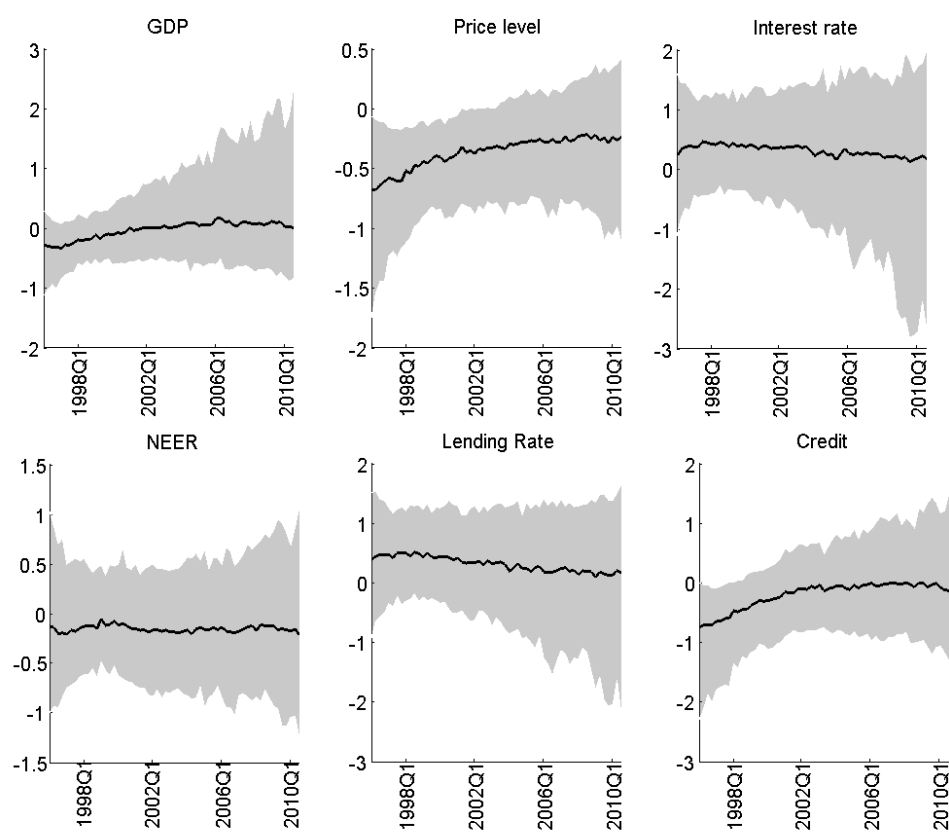 GDP
3
2
1
0
-1
-2
1998Q1
2002Q1
2006Q1
2010Q1
Price level
0.5
0
-0.5
-1
-1.5
-2
1998Q1
2002Q1
2006Q1
2010Q1
Interest rate
2
1
0
-1
-2
-3
1998Q1
2002Q1
2006Q1
2010Q1
NEER
1.5
1
0.5
0
-0.5
-1
-1.5
1998Q1
2002Q1
2006Q1
2010Q1
Lending Rate
2
1
0
-1
-2
-3
1998Q1
2002Q1
2006Q1
2010Q1
Credit
2
1
0
-1
-2
-3
1998Q1
2002Q1
2006Q1
2010Q1